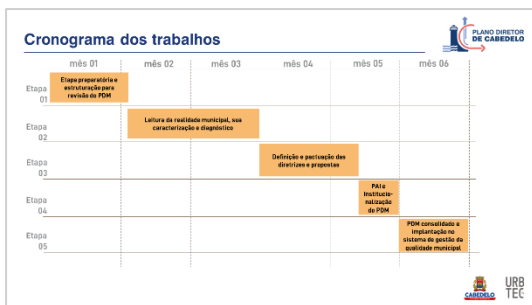 Cronograma dos trabalhos
PLANO DIRETOR
DE CABEDELO
mês 01 mês 02 mês 03 mês 04 mês 05 mês 06
Etapa
01
Etapa preparatória e
estruturação para
revisão do PDM
Etapa
02
Leitura da realidade municipal, sua
caracterização e diagnóstico
Etapa
03
Definição e pactuação das
diretrizes e propostas
Etapa
04
PAI e
Institucio-
nalização
do PDM
Etapa
05
PDM consolidado e
implantação no
sistema de gestão da
qualidade municipal
CABEDELO
URB
TEC